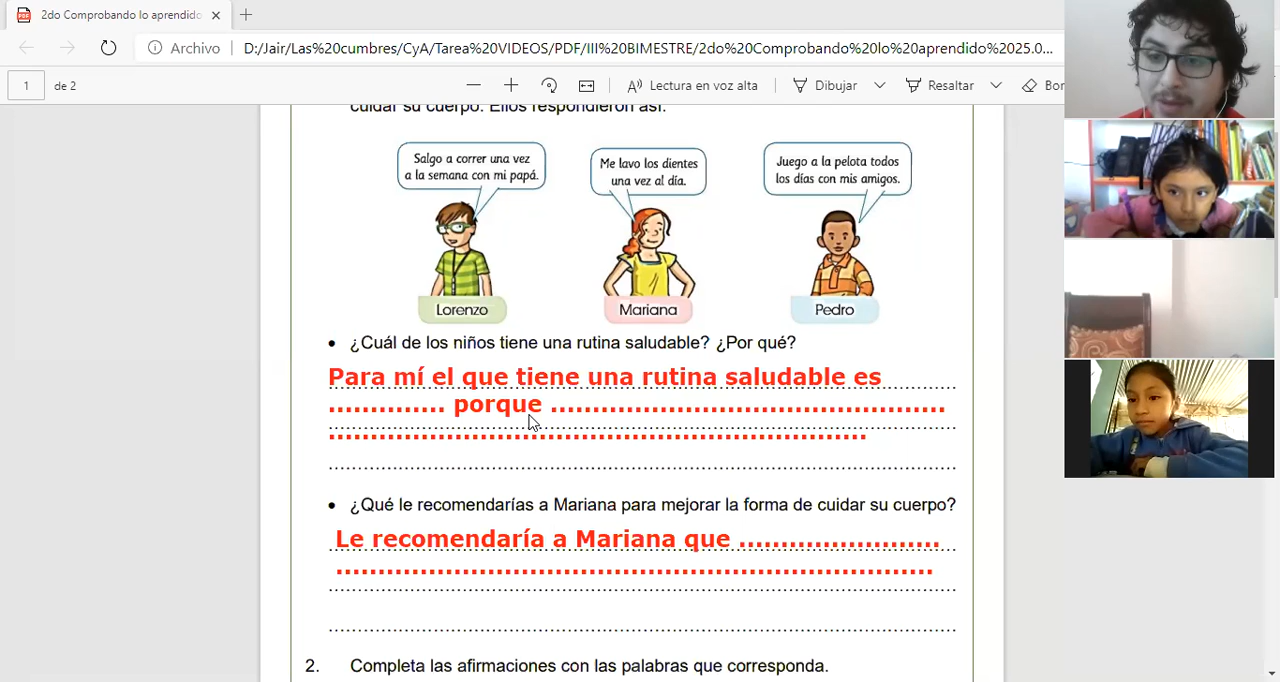 2do Comprobando lo aprendido
Archivo
D:/Jair/Las%20cumbres/CyA/Tarea%20VIDEOS/PDF/III%20BIMESTRE/2do%20Comprobando%20lo%20aprendido%2025.0...
1 de 2
Lectura en voz alta
Dibujar
Resaltar
Bor
cuidar su cuerpo. Ellos respondieron así:
Salgo a correr una vez
a la semana con mi papá.
Me lavo los dientes
una vez al día.
Juego a la pelota todos
los días con mis amigos.
Lorenzo
Mariana
Pedro
• ¿Cuál de los niños tiene una rutina saludable? ¿Por qué?
Para mí el que tiene una rutina saludable es
.............. porque ...............................................
................................................................
• ¿Qué le recomendarías a Mariana para mejorar la forma de cuidar su cuerpo?
Le recomendaría a Mariana que ........................
.......................................................................
2. Completa las afirmaciones con las palabras que corresponda.